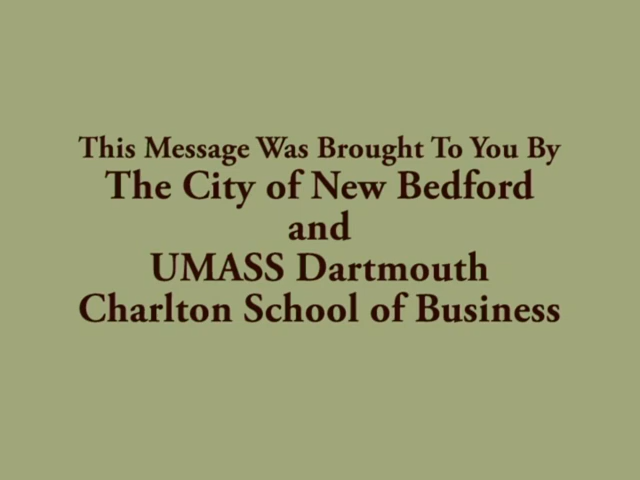 This Message Was Brought To You By
The City of New Bedford
and
UMASS Dartmouth
Charlton School of Business